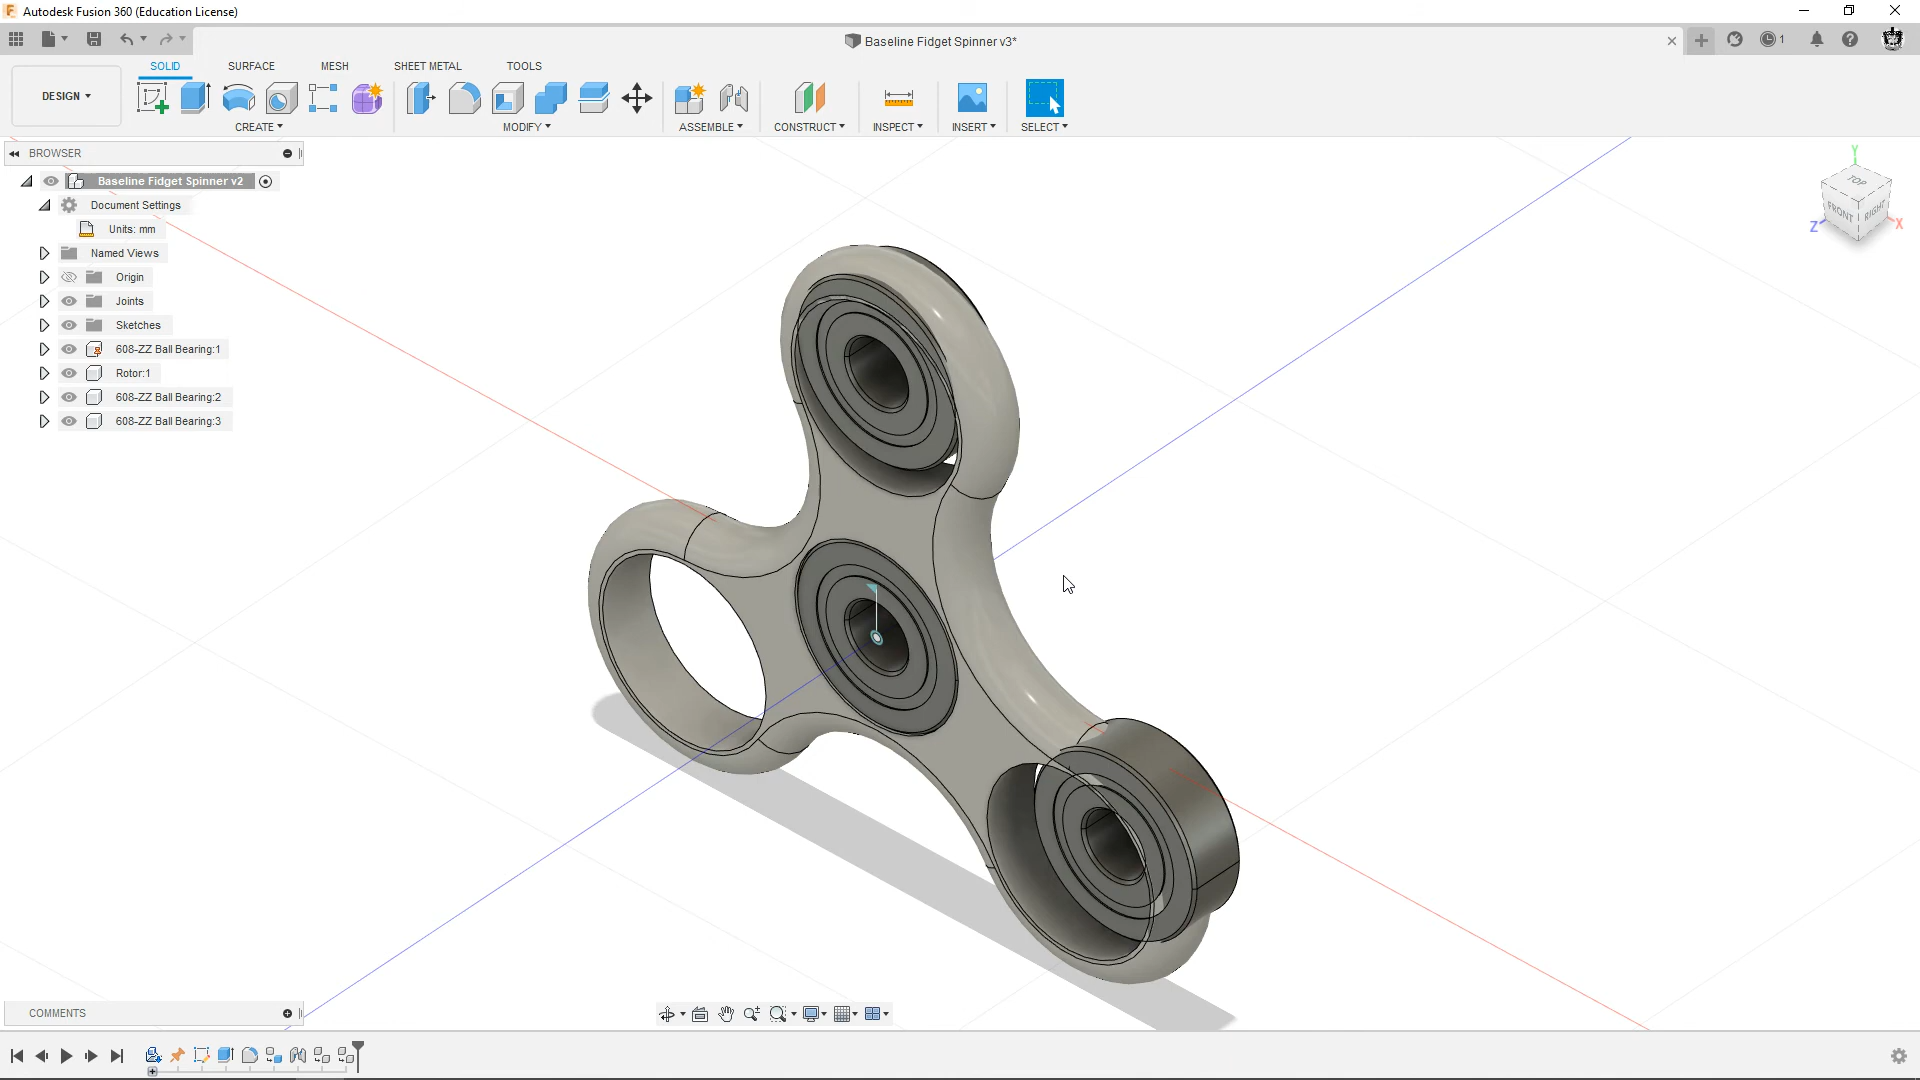 Autodesk Fusion 360 (Education License)
Baseline Fidget Spinner v3*
1
SOLID SURFACE MESH SHEET METAL TOOLS
DESIGN
CREATE MODIFY ASSEMBLE CONSTRUCT INSPECT INSERT SELECT
BROWSER
Baseline Fidget Spinner v2
Document Settings
Units: mm
Named Views
Origin
Joints
Sketches
608-ZZ Ball Bearing:1
Rotor:1
608-ZZ Ball Bearing:2
608-ZZ Ball Bearing:3
Y
TOP
FRONT RIGHT
Z X
COMMENTS